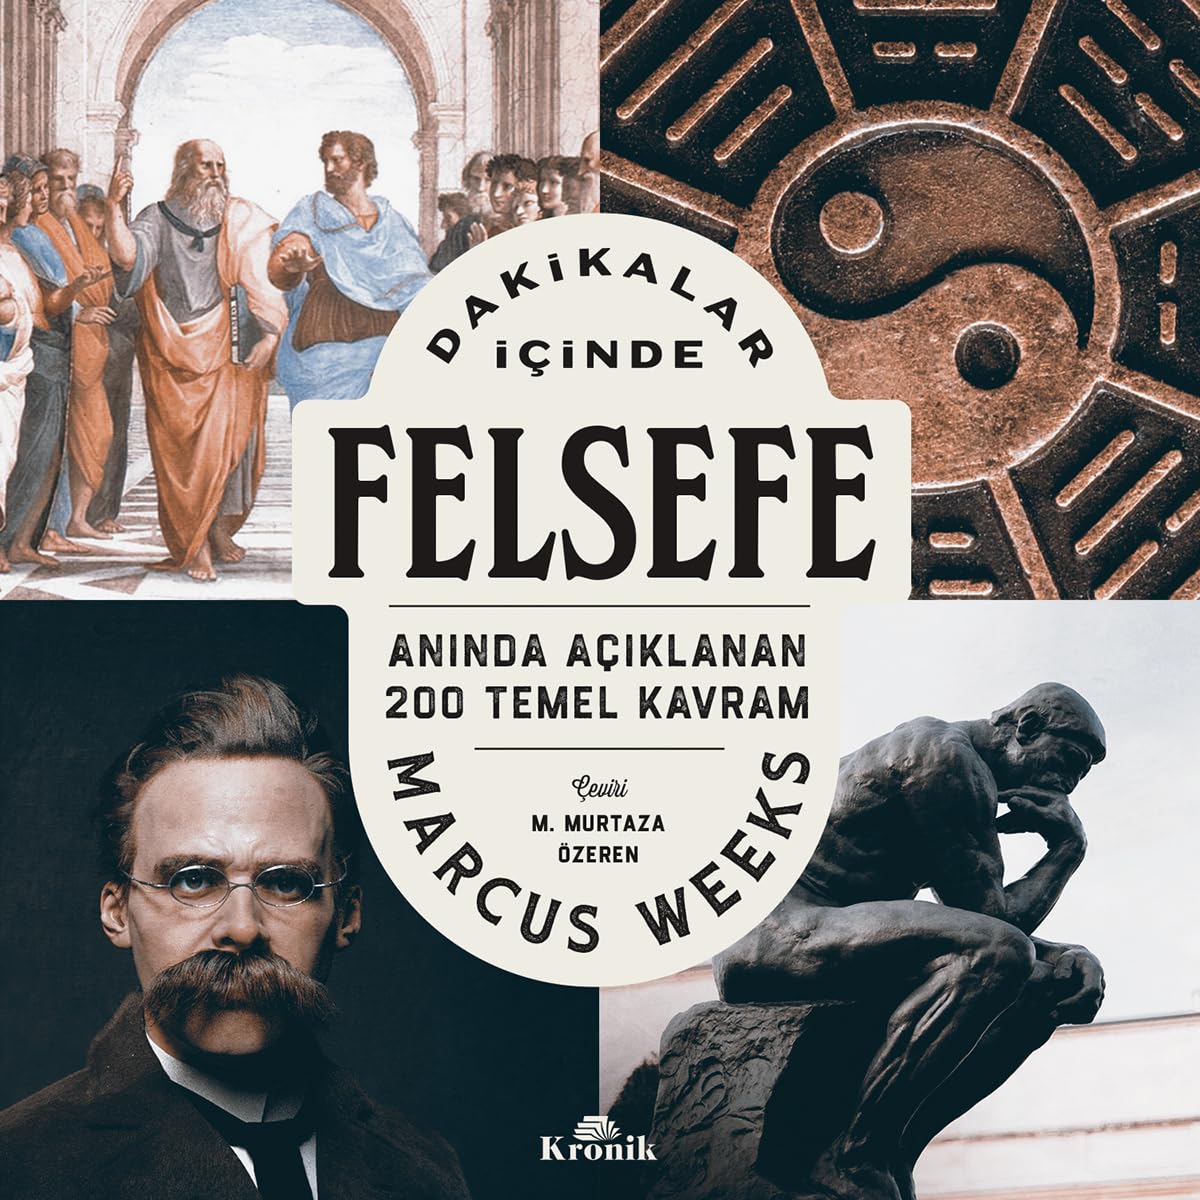 DAKİKALAR
İÇİNDE
FELSEFE
ANINDA AÇIKLANAN
200 TEMEL KAVRAM
Çeviri
M. MURTAZA
ÖZEREN
MARCUS WEEKS
Kronik